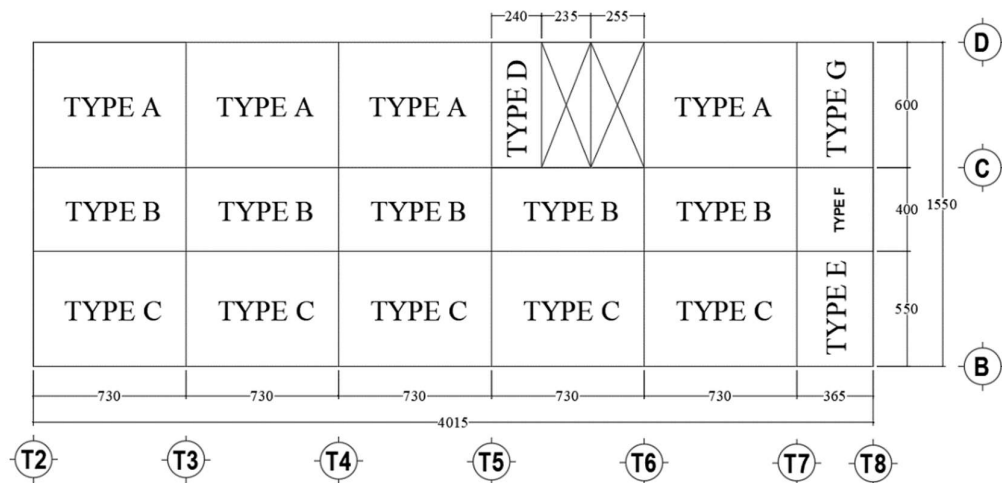 240 235 255
D
TYPE A TYPE A TYPE A TYPE D TYPE A TYPE G
600
C
TYPE B TYPE B TYPE B TYPE B TYPE B TYPE F
400 1550
TYPE C TYPE C TYPE C TYPE C TYPE C TYPE E
550
B
730 730 730 730 730 365
4015
T2 T3 T4 T5 T6 T7 T8